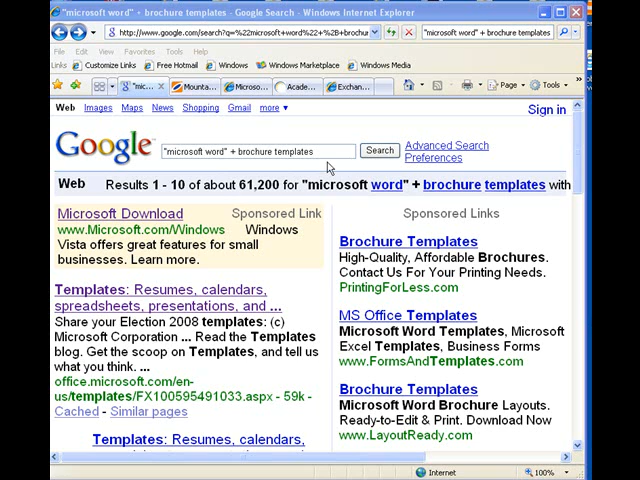 "microsoft word" + brochure templates - Google Search - Windows Internet Explorer
http://www.google.com/search?q=%22microsoft+word%22+%2B+brochur
"microsoft word" + brochure templates
File Edit View Favorites Tools Help
Links Customize Links Free Hotmail Windows Windows Marketplace Windows Media
"mic... Mounta... Microso... Acade... Exchan... Page Tools
Web Images Maps News Shopping Gmail more Sign in
Google "microsoft word" + brochure templates Search Advanced Search
Preferences
Web Results 1 - 10 of about 61,200 for "microsoft word" + brochure templates with
Microsoft Download Sponsored Link
www.Microsoft.com/Windows Windows
Vista offers great features for small
businesses. Learn more.
Templates: Resumes, calendars,
spreadsheets, presentations, and ...
Share your Election 2008 templates: (c)
Microsoft Corporation ... Read the Templates
blog. Get the scoop on Templates, and tell us
what you think. ...
office.microsoft.com/en-
us/templates/FX100595491033.aspx - 59k -
Cached - Similar pages
Templates: Resumes, calendars,
Sponsored Links
Brochure Templates
High-Quality, Affordable Brochures.
Contact Us For Your Printing Needs.
PrintingForLess.com
MS Office Templates
Microsoft Word Templates, Microsoft
Excel Templates, Business Forms
www.FormsAndTemplates.com
Brochure Templates
Microsoft Word Brochure Layouts.
Ready-to-Edit & Print. Download Now
www.LayoutReady.com
Internet 100%